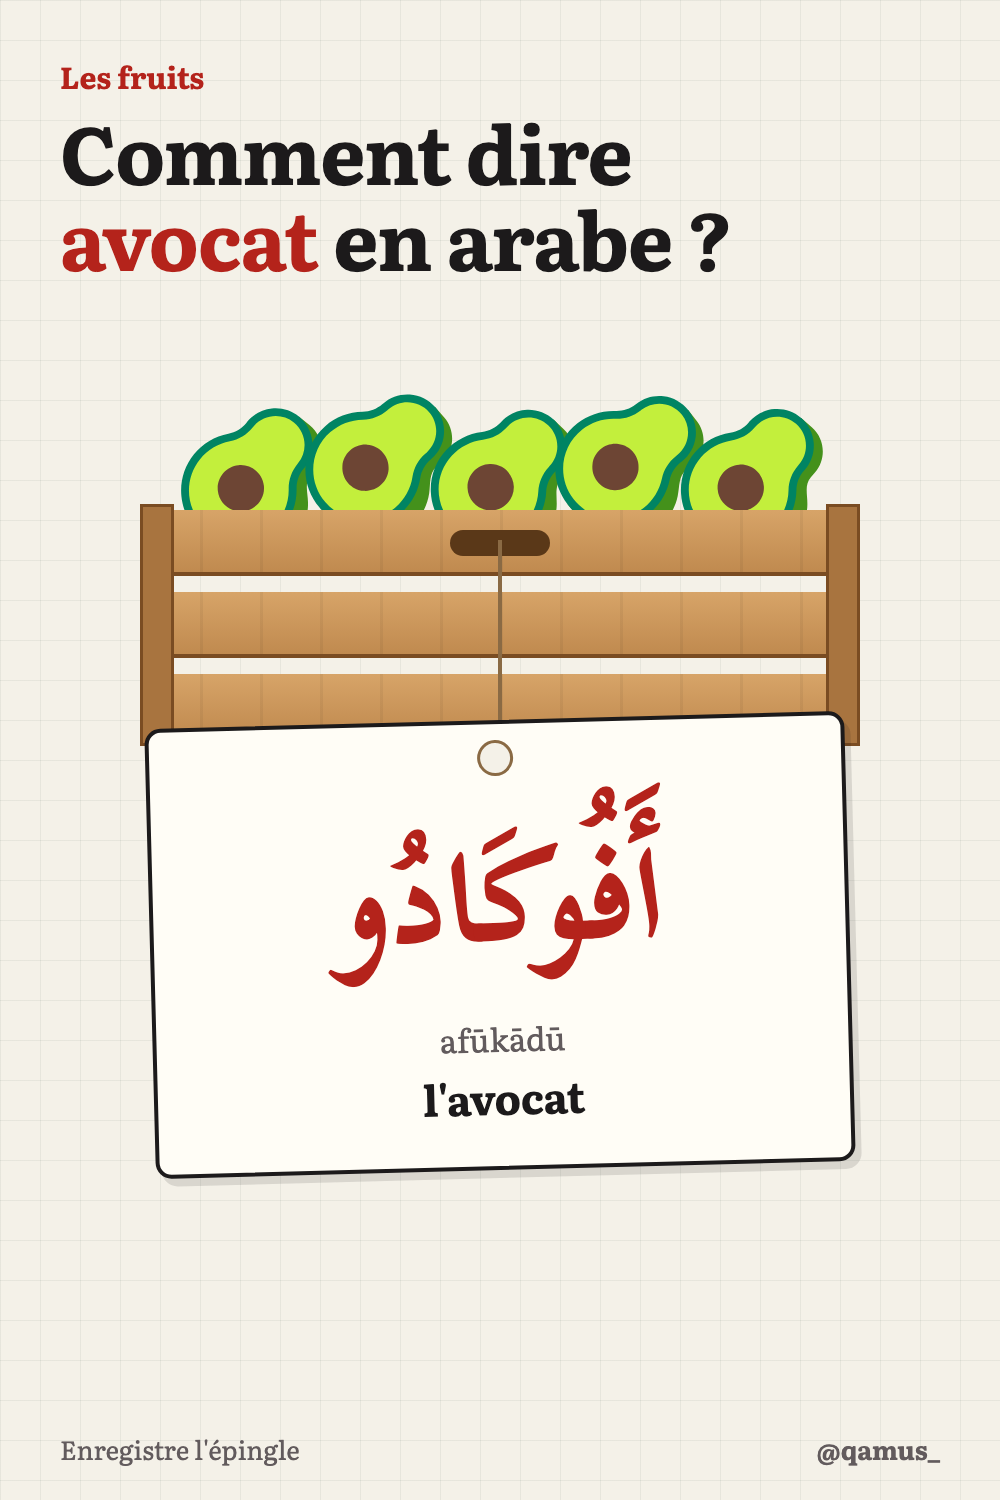 Les fruits
Comment dire
avocat en arabe ?
أَفُوكَادُو
afūkādū
l'avocat
Enregistre l'épingle
@qamus_